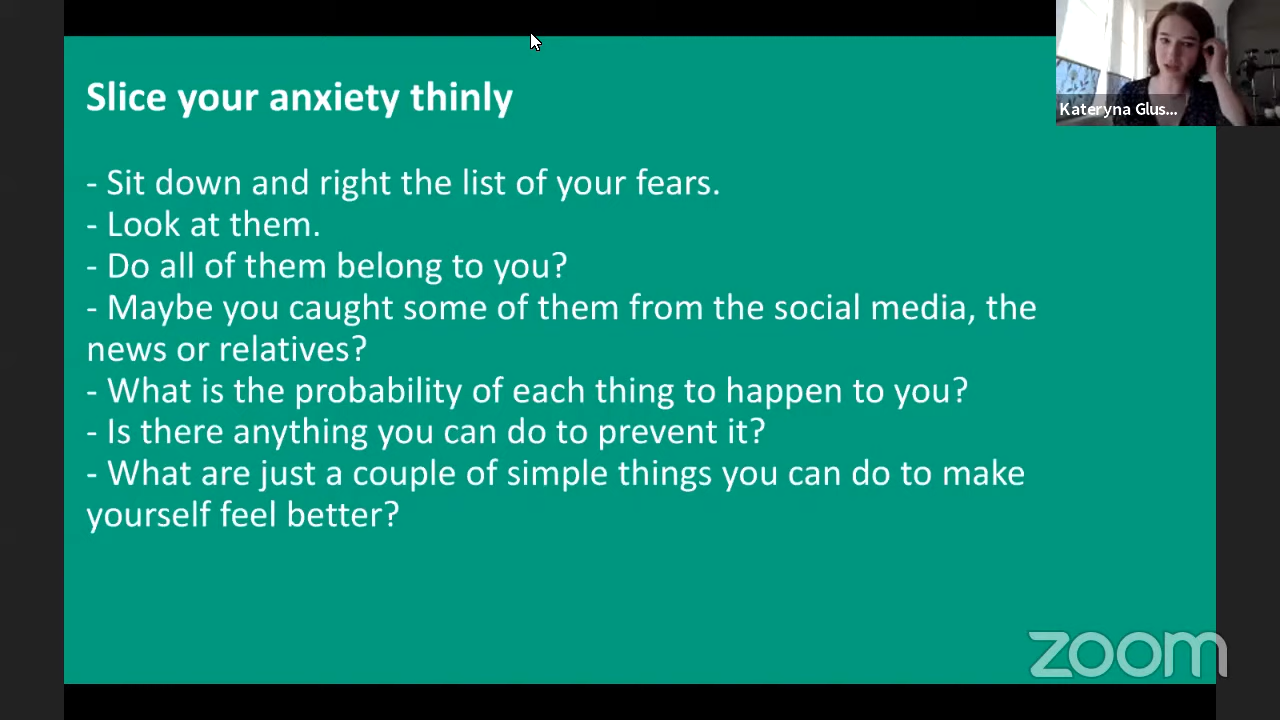 Slice your anxiety thinly
Kateryna Glus...
- Sit down and right the list of your fears.
- Look at them.
- Do all of them belong to you?
- Maybe you caught some of them from the social media, the
news or relatives?
- What is the probability of each thing to happen to you?
- Is there anything you can do to prevent it?
- What are just a couple of simple things you can do to make
yourself feel better?
zoom